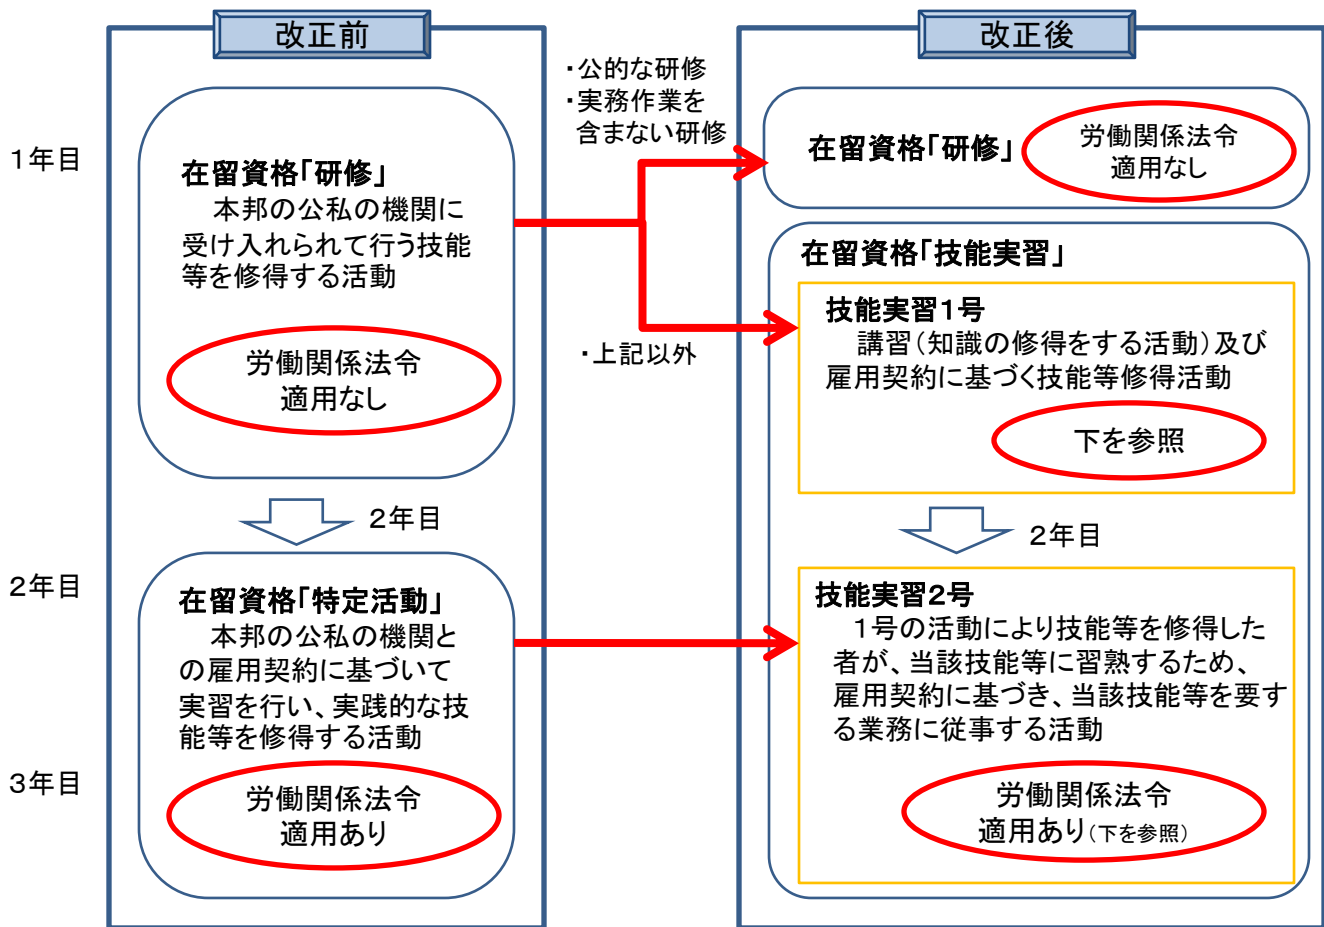 改正前
1年目
在留資格「研修」
本邦の公私の機関に
受け入れられて行う技能
等を修得する活動
労働関係法令
適用なし
2年目
2年目
在留資格「特定活動」
本邦の公私の機関と
の雇用契約に基づいて
実習を行い、実践的な技
能等を修得する活動
3年目
労働関係法令
適用あり
・公的な研修
・実務作業を
含まない研修
・上記以外
改正後
在留資格「研修」
労働関係法令
適用なし
在留資格「技能実習」
技能実習1号
講習(知識の修得をする活動)及び
雇用契約に基づく技能等修得活動
下を参照
2年目
技能実習2号
1号の活動により技能等を修得した
者が、当該技能等に習熟するため、
雇用契約に基づき、当該技能等を要す
る業務に従事する活動
労働関係法令
適用あり(下を参照)